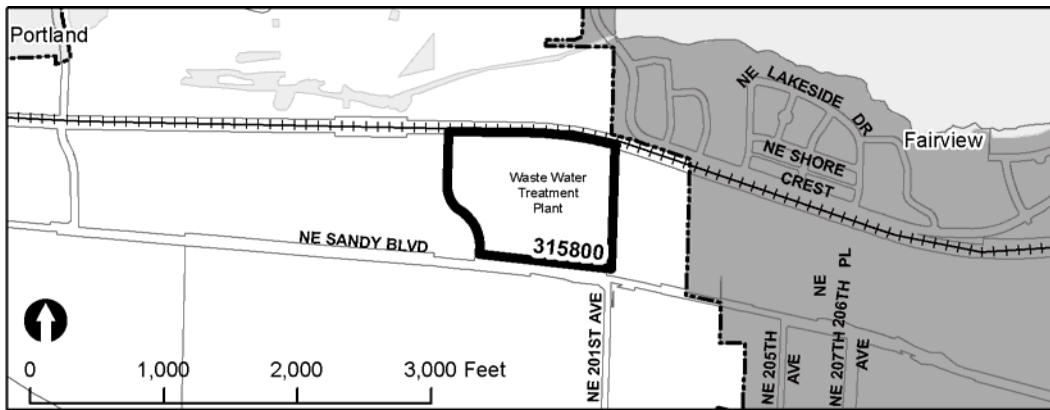 Portland
NE LAKESIDE DR
Fairview
NE SHORE
CREST
Waste Water
Treatment
Plant
NE SANDY BLVD
315800
NE 201ST AVE
NE 205TH
AVE
NE 207TH
NE 206TH PL
AVE
0 1,000 2,000 3,000 Feet